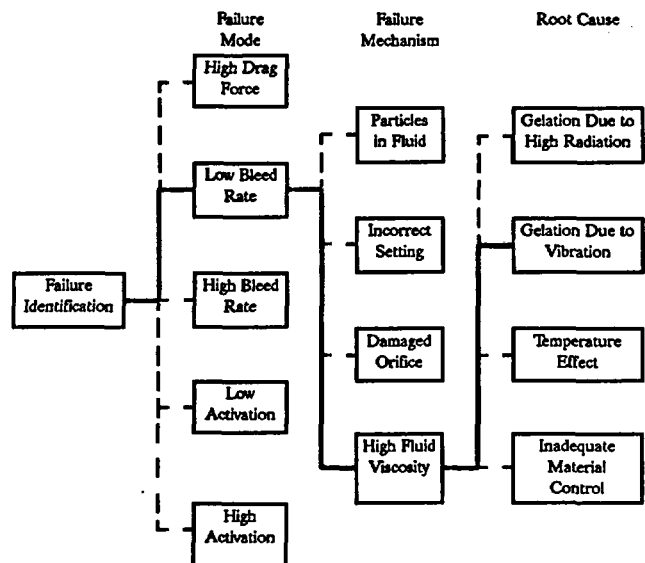 Failure
Mode
Failure
Mechanism
Root Cause
High Drag
Force
Low Bleed
Rate
High Bleed
Rate
Low
Activation
High
Activation
Failure
Identification
Particles
in Fluid
Incorrect
Setting
Damaged
Orifice
High Fluid
Viscosity
Gelation Due to
High Radiation
Gelation Due to
Vibration
Temperature
Effect
Inadequate
Material
Control